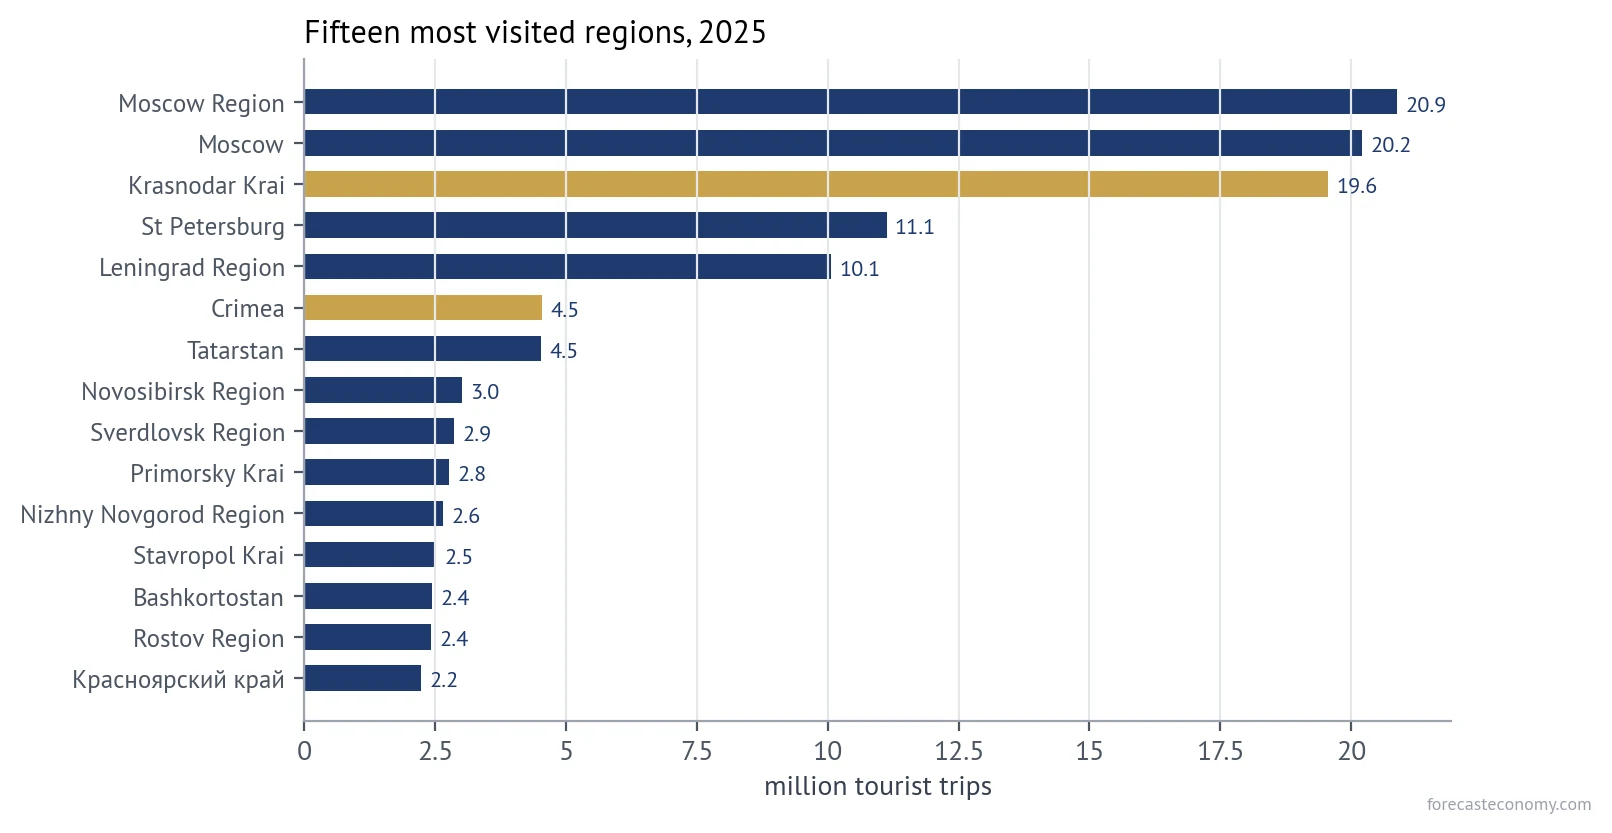 Fifteen most visited regions, 2025
Moscow Region 20.9
Moscow 20.2
Krasnodar Krai 19.6
St Petersburg 11.1
Leningrad Region 10.1
Crimea 4.5
Tatarstan 4.5
Novosibirsk Region 3.0
Sverdlovsk Region 2.9
Primorsky Krai 2.8
Nizhny Novgorod Region 2.6
Stavropol Krai 2.5
Bashkortostan 2.4
Rostov Region 2.4
Красноярский край 2.2
0 2.5 5 7.5 10 12.5 15 17.5 20
million tourist trips
forecasteconomy.com